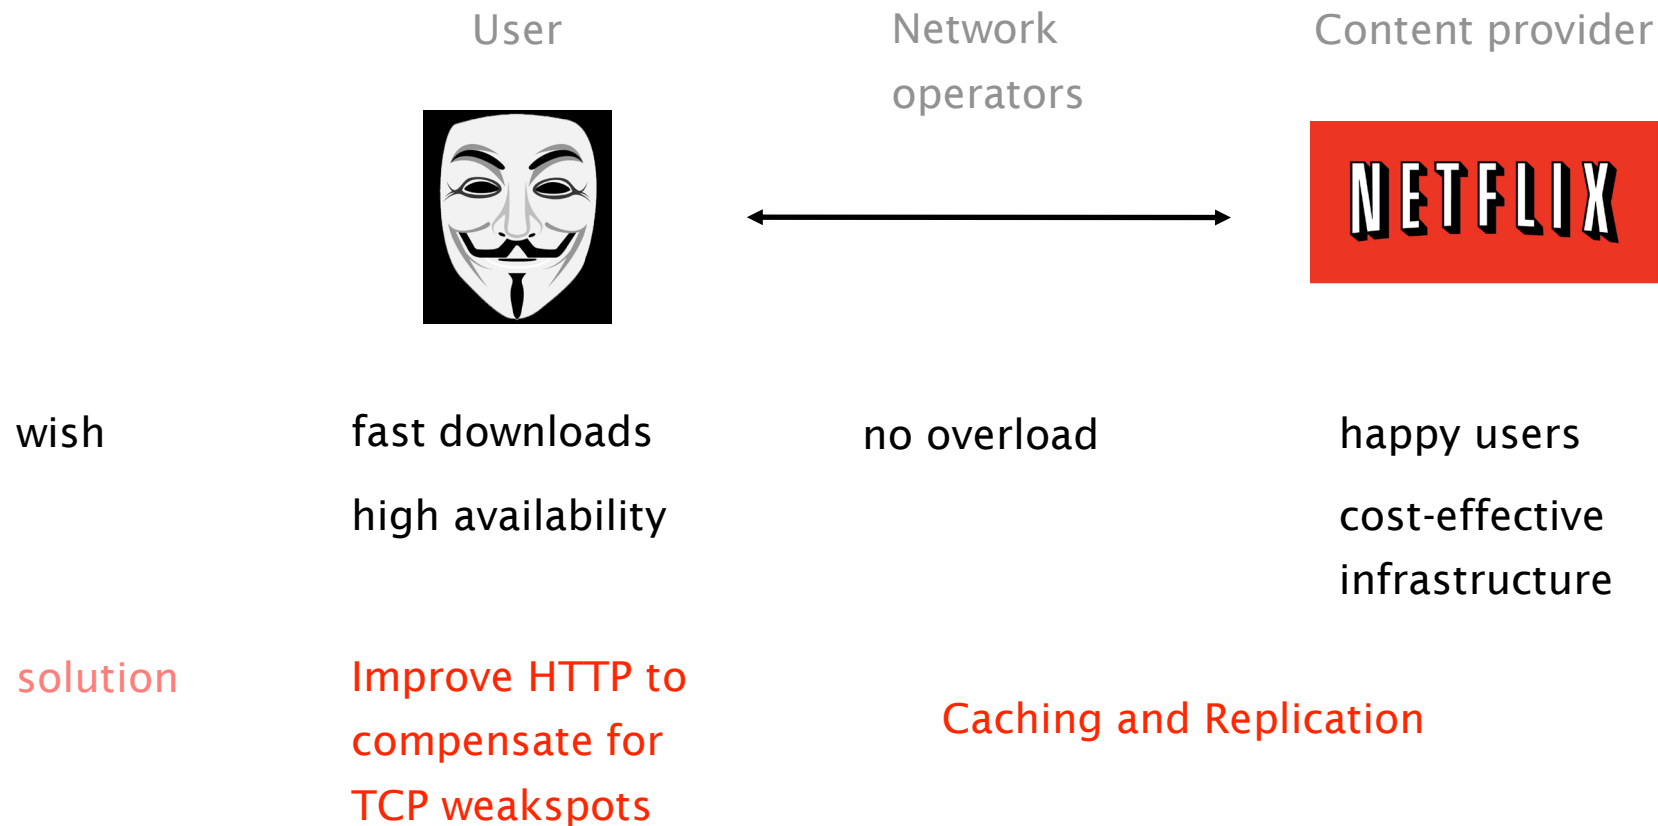 User
Network
operators
Content provider
NETFLIX
wish
fast downloads
high availability
no overload
happy users
cost-effective
infrastructure
solution
Improve HTTP to
compensate for
TCP weakspots
Caching and Replication